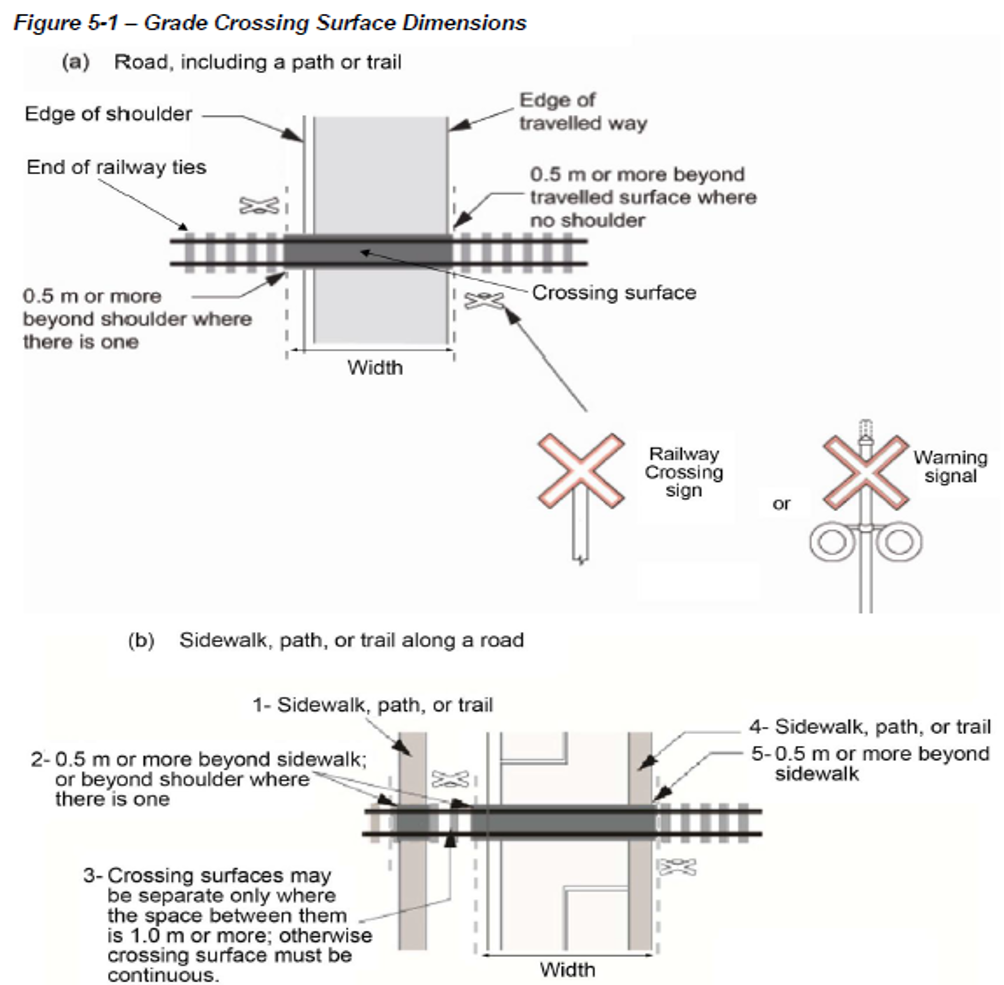 Figure 5-1 – Grade Crossing Surface Dimensions
(a) Road, including a path or trail
Edge of shoulder
Edge of
travelled way
End of railway ties
0.5 m or more beyond
travelled surface where
no shoulder
0.5 m or more
beyond shoulder where
there is one
Crossing surface
Width
Railway
Crossing
sign
or
Warning
signal
(b) Sidewalk, path, or trail along a road
1- Sidewalk, path, or trail
4- Sidewalk, path, or trail
2- 0.5 m or more beyond sidewalk;
or beyond shoulder where
there is one
5- 0.5 m or more beyond
sidewalk
3- Crossing surfaces may
be separate only where
the space between them
is 1.0 m or more; otherwise
crossing surface must be
continuous.
Width